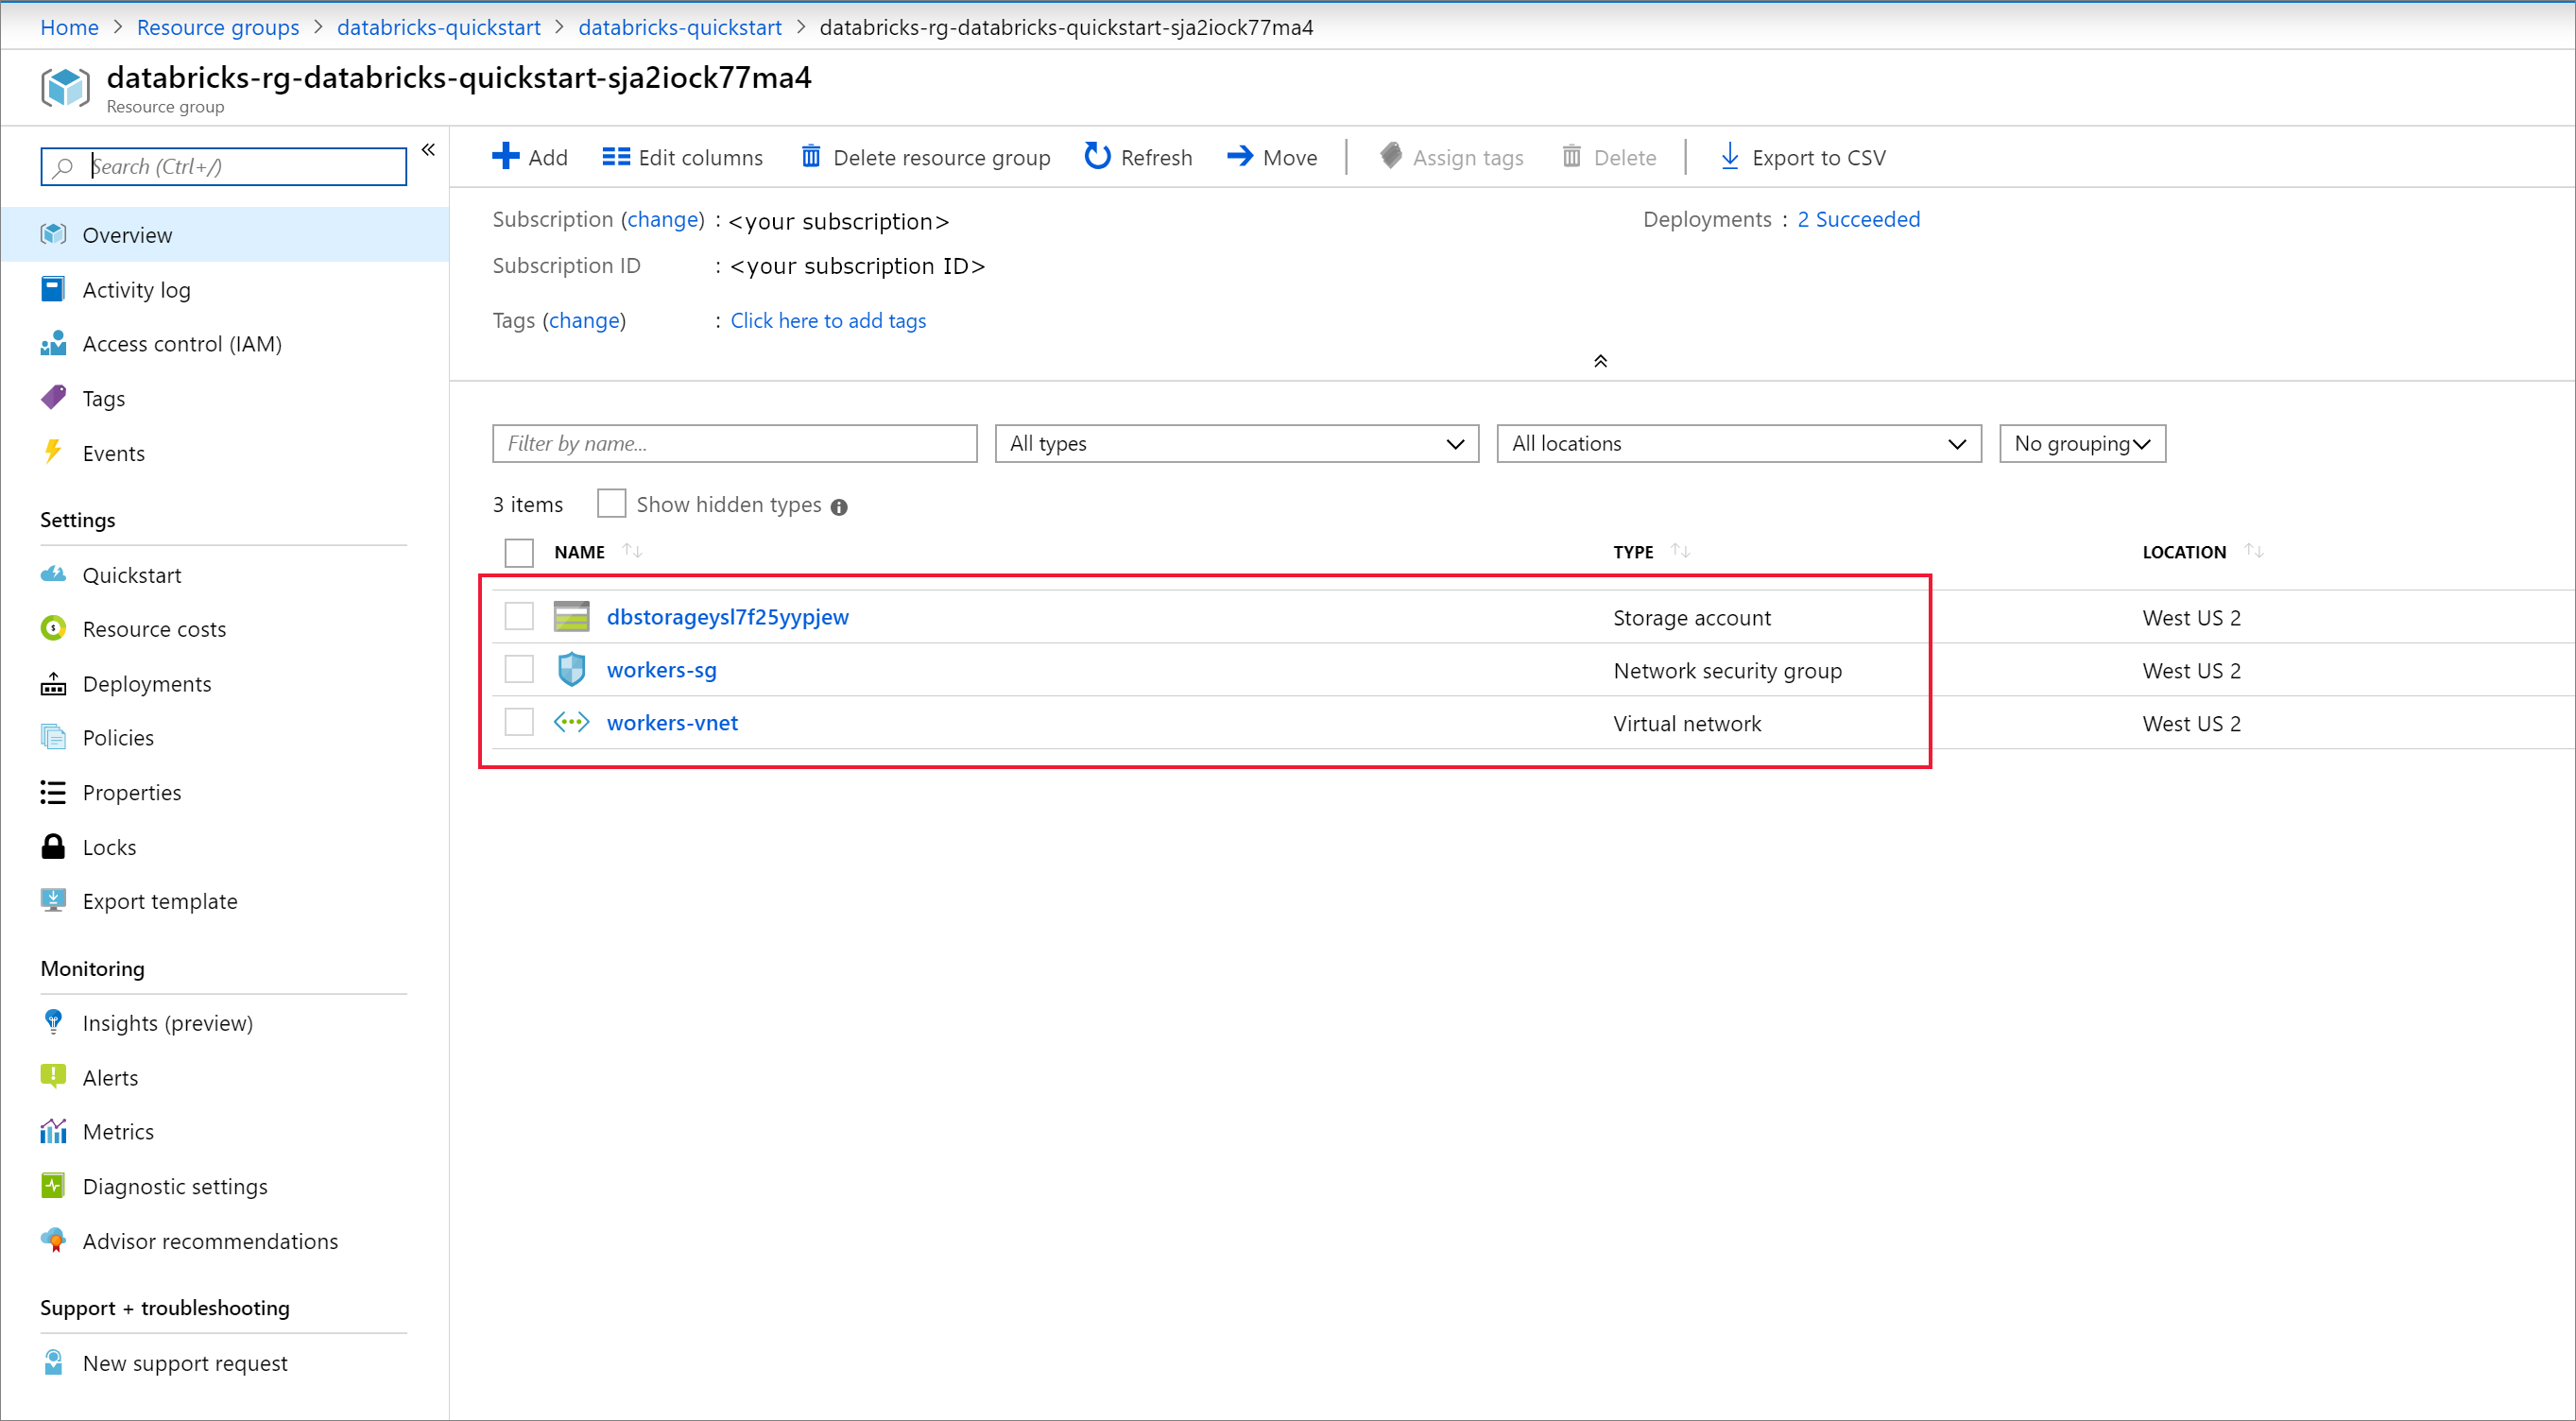 Home > Resource groups > databricks-quickstart > databricks-quickstart > databricks-rg-databricks-quickstart-sja2iock77ma4
databricks-rg-databricks-quickstart-sja2iock77ma4
Resource group
Search (Ctrl+/)
«
Overview
Activity log
Access control (IAM)
Tags
Events
Settings
Quickstart
Resource costs
Deployments
Policies
Properties
Locks
Export template
Monitoring
Insights (preview)
Alerts
Metrics
Diagnostic settings
Advisor recommendations
Support + troubleshooting
New support request
Add Edit columns Delete resource group Refresh Move Assign tags Delete Export to CSV
Subscription (change) : <your subscription> Deployments : 2 Succeeded
Subscription ID : <your subscription ID>
Tags (change) : Click here to add tags
Filter by name... All types All locations No grouping
3 items Show hidden types
NAME TYPE LOCATION
dbstorageysl7f25yypjew Storage account West US 2
workers-sg Network security group West US 2
workers-vnet Virtual network West US 2